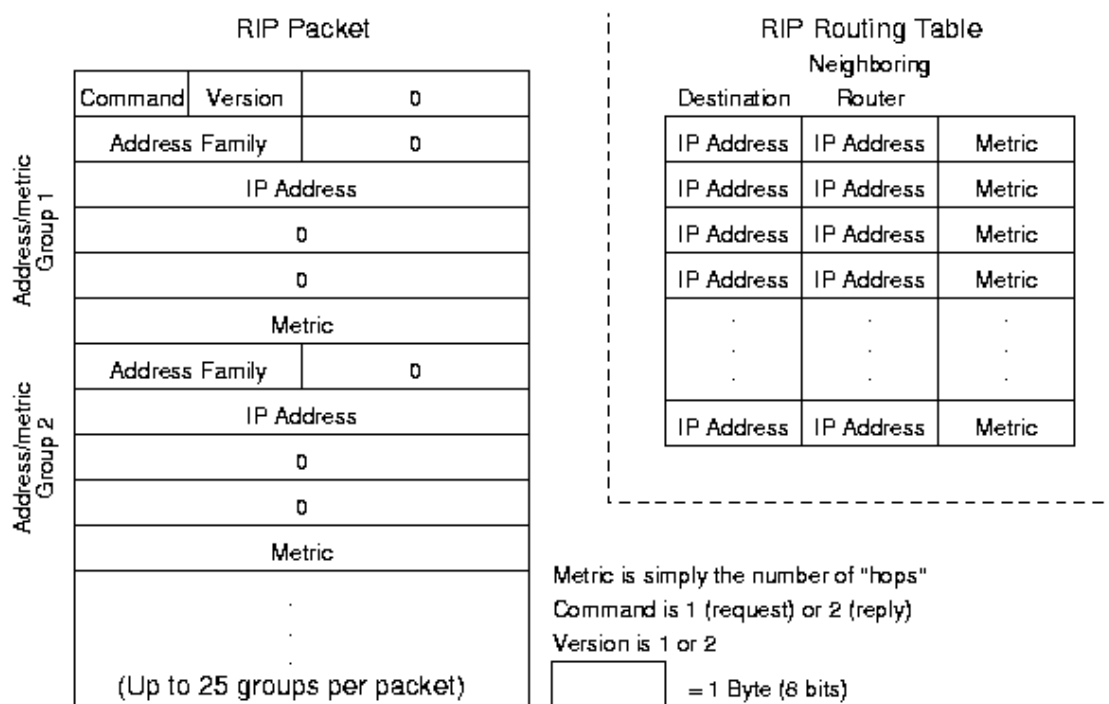 RIP Packet
Command Version 0
Address Family 0
IP Address
0
0
Metric
Address Family 0
IP Address
0
0
Metric
.
.
.
(Up to 25 groups per packet)
Address/metric
Group 1
Address/metric
Group 2
RIP Routing Table
Neighboring
Destination Router
IP Address IP Address Metric
IP Address IP Address Metric
IP Address IP Address Metric
IP Address IP Address Metric
. . .
. . .
. . .
IP Address IP Address Metric
Metric is simply the number of "hops"
Command is 1 (request) or 2 (reply)
Version is 1 or 2
= 1 Byte (8 bits)